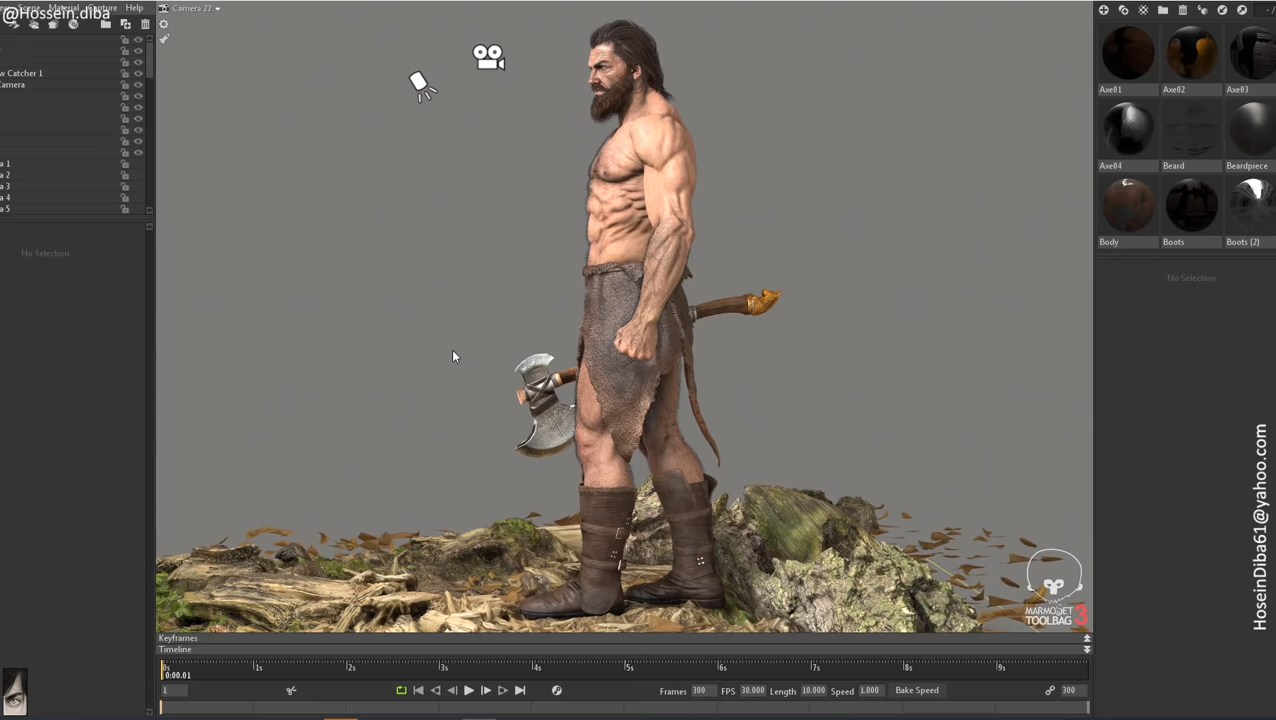 Scene Material Capture Help
@Hossein.diba
Camera 22
w Catcher 1
Camera
a 1
a 2
a 3
a 4
a 5
No Selection
Axe01 Axe02 Axe03
Axe04 Beard Beardpiece
Body Boots Boots (2)
No Selection
HoseinDiba61@yahoo.com
MARMOSET
TOOLBAG 3
Keyframes
Timeline
0s 1s 2s 3s 4s 5s 6s 7s 8s 9s
0:00.01
1 Frames 300 FPS 30.000 Length 10.000 Speed 1.000 Bake Speed 300